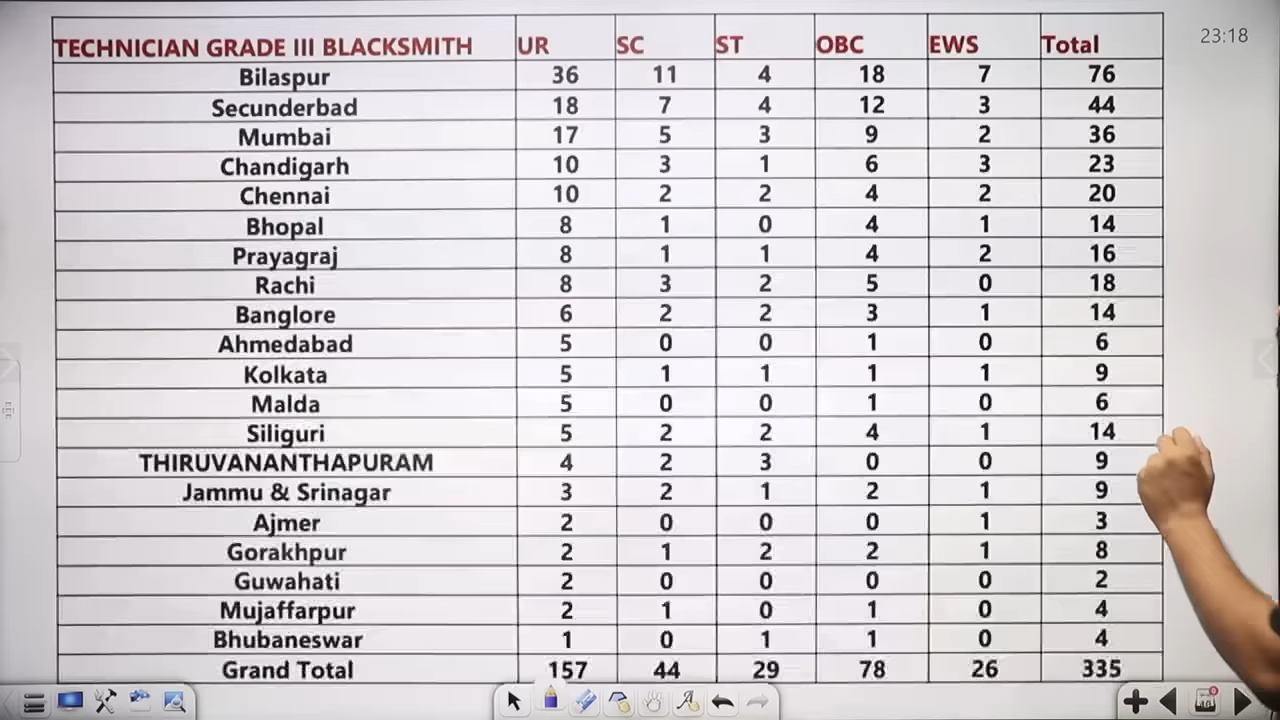 23:18
TECHNICIAN GRADE III BLACKSMITH UR SC ST OBC EWS Total
Bilaspur 36 11 4 18 7 76
Secunderbad 18 7 4 12 3 44
Mumbai 17 5 3 9 2 36
Chandigarh 10 3 1 6 3 23
Chennai 10 2 2 4 2 20
Bhopal 8 1 0 4 1 14
Prayagraj 8 1 1 4 2 16
Rachi 8 3 2 5 0 18
Banglore 6 2 2 3 1 14
Ahmedabad 5 0 0 1 0 6
Kolkata 5 1 1 1 1 9
Malda 5 0 0 1 0 6
Siliguri 5 2 2 4 1 14
THIRUVANANTHAPURAM 4 2 3 0 0 9
Jammu & Srinagar 3 2 1 2 1 9
Ajmer 2 0 0 0 1 3
Gorakhpur 2 1 2 2 1 8
Guwahati 2 0 0 0 0 2
Mujaffarpur 2 1 0 1 0 4
Bhubaneswar 1 0 1 1 0 4
Grand Total 157 44 29 78 26 335